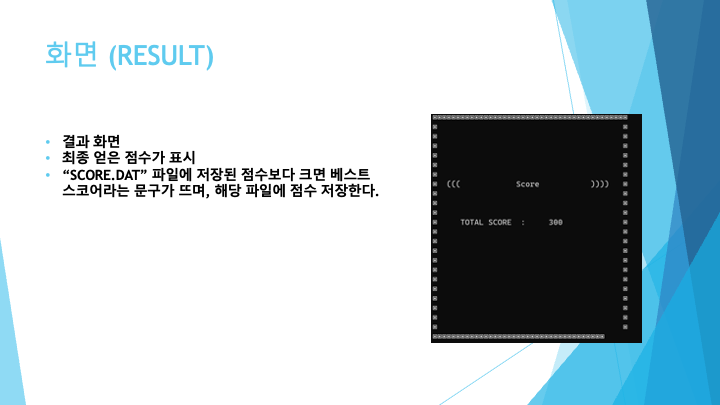 화면 (RESULT)
• 결과 화면
• 최종 얻은 점수가 표시
• “SCORE.DAT” 파일에 저장된 점수보다 크면 베스트
스코어라는 문구가 뜨며, 해당 파일에 점수 저장한다.
((( Score ))))
TOTAL SCORE : 300